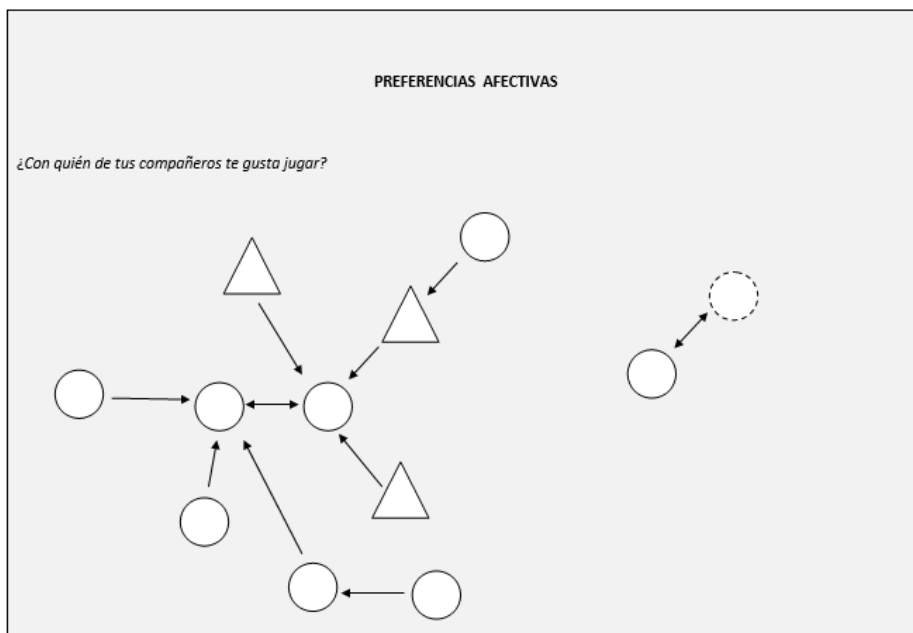 PREFERENCIAS AFECTIVAS
¿Con quién de tus compañeros te gusta jugar?